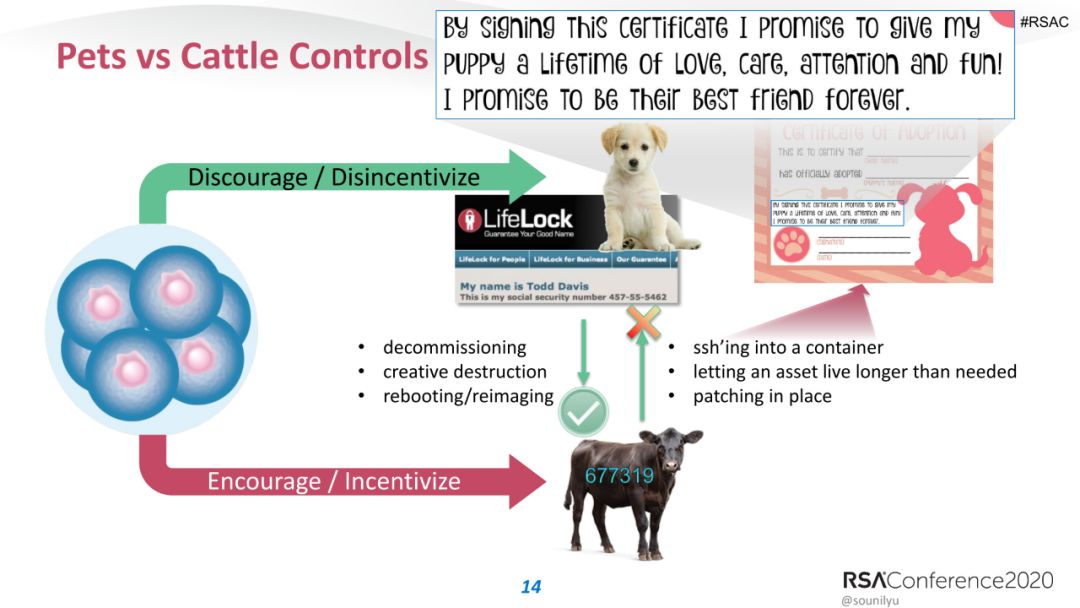 Pets vs Cattle Controls
By signing this certificate I promise to give my
puppy a lifetime of love, care, attention and fun!
I promise to be their best friend forever.
#RSAC
Certificate of Adoption
This is to certify that
has officially adopted
By signing this certificate I promise to give my
puppy a lifetime of love, care, attention and fun!
I promise to be their best friend forever.
Discourage / Disincentivize
LifeLock
Guarantee Your Good Name
LifeLock for People LifeLock for Business Our Guarantee
My name is Todd Davis
This is my social security number 457-55-5462
• decommissioning
• creative destruction
• rebooting/reimaging
• ssh'ing into a container
• letting an asset live longer than needed
• patching in place
677319
Encourage / Incentivize
14
RSAConference2020
@sounilyu